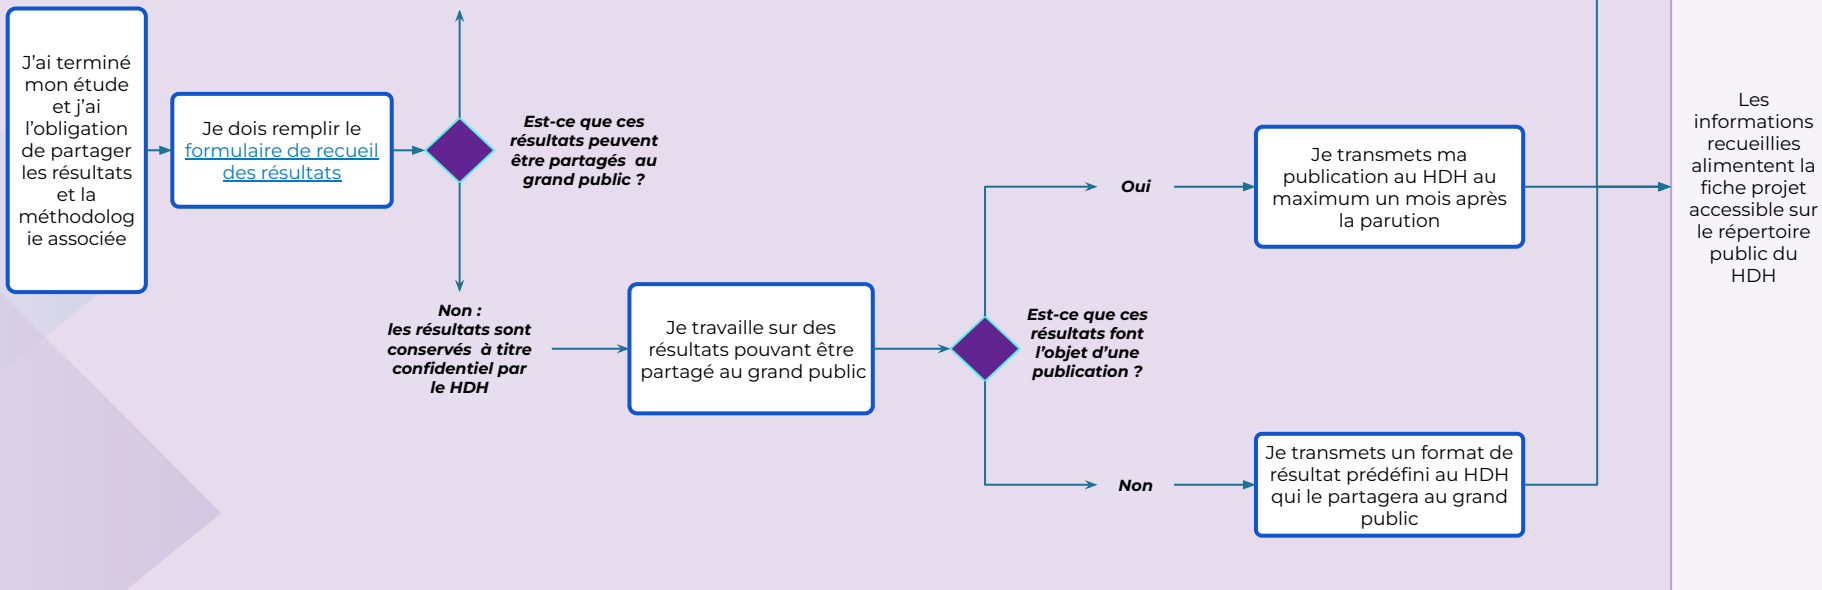 J’ai terminé
mon étude
et j’ai
l’obligation
de partager
les résultats
et la
méthodolog
ie associée
Je dois remplir le
formulaire de recueil
des résultats
Est-ce que ces
résultats peuvent
être partagés au
grand public ?
Non :
les résultats sont
conservés à titre
confidentiel par
le HDH
Je travaille sur des
résultats pouvant être
partagé au grand public
Est-ce que ces
résultats font
l’objet d’une
publication ?
Oui
Je transmets ma
publication au HDH au
maximum un mois après
la parution
Non
Je transmets un format de
résultat prédéfini au HDH
qui le partagera au grand
public
Les
informations
recueillies
alimentent la
fiche projet
accessible sur
le répertoire
public du
HDH